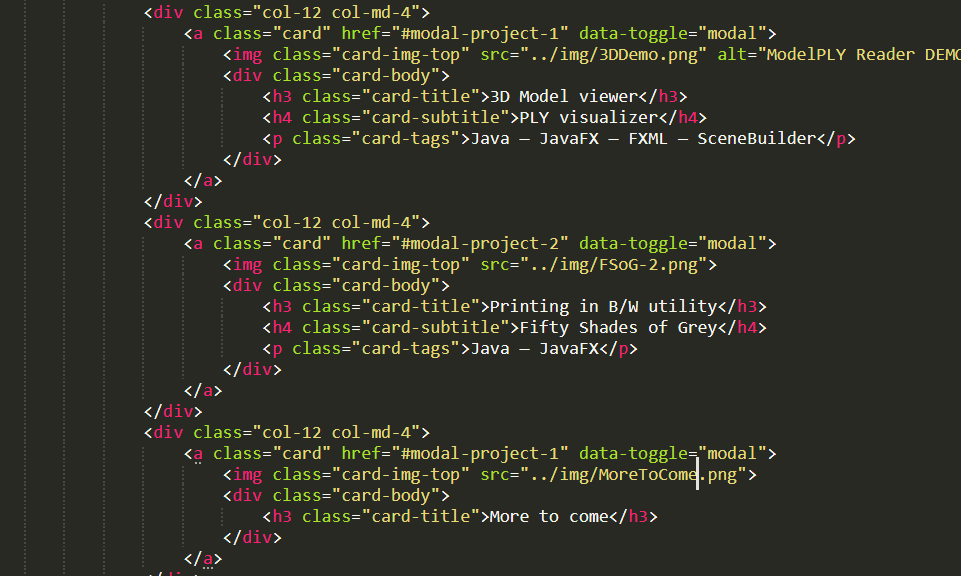 <div class="col-12 col-md-4">
<a class="card" href="#modal-project-1" data-toggle="modal">
<img class="card-img-top" src="../img/3DDemo.png" alt="ModelPLY Reader DEMO
<div class="card-body">
<h3 class="card-title">3D Model viewer</h3>
<h4 class="card-subtitle">PLY visualizer</h4>
<p class="card-tags">Java — JavaFX — FXML — SceneBuilder</p>
</div>
</a>
</div>
<div class="col-12 col-md-4">
<a class="card" href="#modal-project-2" data-toggle="modal">
<img class="card-img-top" src="../img/FSoG-2.png">
<div class="card-body">
<h3 class="card-title">Printing in B/W utility</h3>
<h4 class="card-subtitle">Fifty Shades of Grey</h4>
<p class="card-tags">Java — JavaFX</p>
</div>
</a>
</div>
<div class="col-12 col-md-4">
<a class="card" href="#modal-project-1" data-toggle="modal">
<img class="card-img-top" src="../img/MoreToCome.png">
<div class="card-body">
<h3 class="card-title">More to come</h3>
</div>
</a>